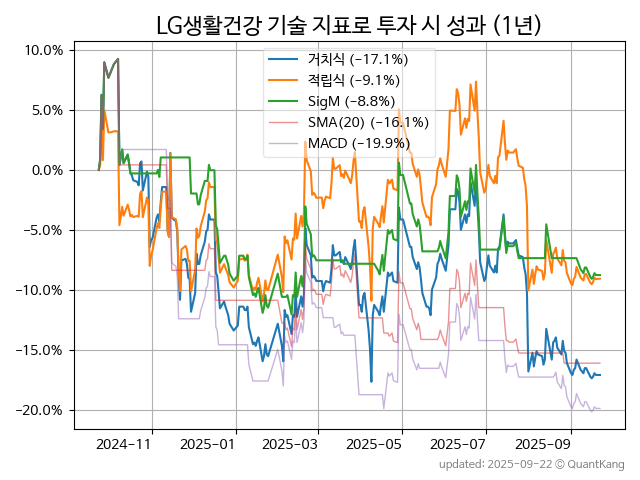 LG생활건강 기술 지표로 투자 시 성과 (1년)
거치식 (−17.1%)
적립식 (−9.1%)
SigM (−8.8%)
SMA(20) (−16.1%)
MACD (−19.9%)
10.0%
5.0%
0.0%
−5.0%
−10.0%
−15.0%
−20.0%
2024−11 2025−01 2025−03 2025−05 2025−07 2025−09
updated: 2025−09−22 © QuantKang